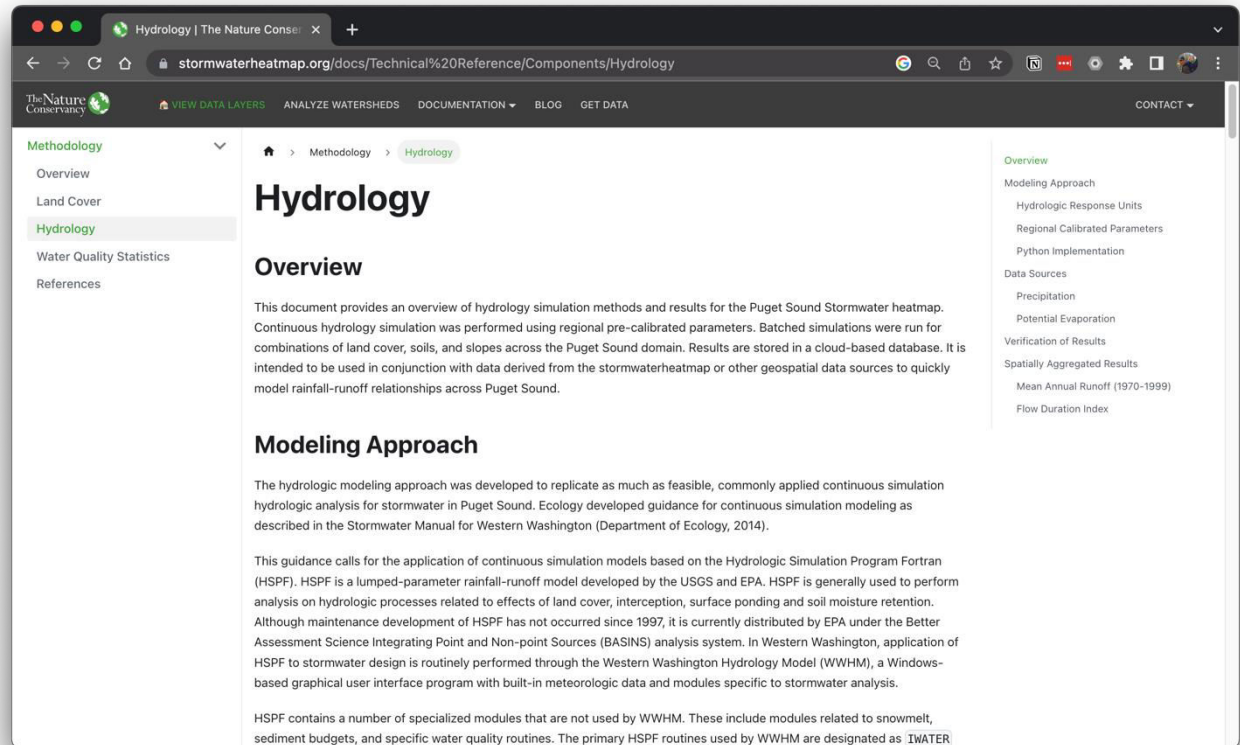 Hydrology | The Nature Conser
stormwaterheatmap.org/docs/Technical%20Reference/Components/Hydrology
The Nature
Conservancy
VIEW DATA LAYERS ANALYZE WATERSHEDS DOCUMENTATION BLOG GET DATA CONTACT
Methodology
Overview
Land Cover
Hydrology
Water Quality Statistics
References
Methodology > Hydrology
Hydrology
Overview
This document provides an overview of hydrology simulation methods and results for the Puget Sound Stormwater heatmap.
Continuous hydrology simulation was performed using regional pre-calibrated parameters. Batched simulations were run for
combinations of land cover, soils, and slopes across the Puget Sound domain. Results are stored in a cloud-based database. It is
intended to be used in conjunction with data derived from the stormwaterheatmap or other geospatial data sources to quickly
model rainfall-runoff relationships across Puget Sound.
Modeling Approach
The hydrologic modeling approach was developed to replicate as much as feasible, commonly applied continuous simulation
hydrologic analysis for stormwater in Puget Sound. Ecology developed guidance for continuous simulation modeling as
described in the Stormwater Manual for Western Washington (Department of Ecology, 2014).
This guidance calls for the application of continuous simulation models based on the Hydrologic Simulation Program Fortran
(HSPF). HSPF is a lumped-parameter rainfall-runoff model developed by the USGS and EPA. HSPF is generally used to perform
analysis on hydrologic processes related to effects of land cover, interception, surface ponding and soil moisture retention.
Although maintenance development of HSPF has not occurred since 1997, it is currently distributed by EPA under the Better
Assessment Science Integrating Point and Non-point Sources (BASINS) analysis system. In Western Washington, application of
HSPF to stormwater design is routinely performed through the Western Washington Hydrology Model (WWHM), a Windows-
based graphical user interface program with built-in meteorologic data and modules specific to stormwater analysis.
HSPF contains a number of specialized modules that are not used by WWHM. These include modules related to snowmelt,
sediment budgets, and specific water quality routines. The primary HSPF routines used by WWHM are designated as IWATER
Overview
Modeling Approach
Hydrologic Response Units
Regional Calibrated Parameters
Python Implementation
Data Sources
Precipitation
Potential Evaporation
Verification of Results
Spatially Aggregated Results
Mean Annual Runoff (1970-1999)
Flow Duration Index